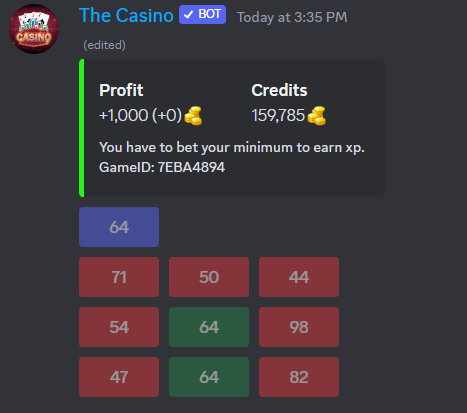 CASINO
The Casino ✓ BOT Today at 3:35 PM
(edited)
Profit Credits
+1,000 (+0) 159,785
You have to bet your minimum to earn xp.
GameID: 7EBA4894
64
71 50 44
54 64 98
47 64 82